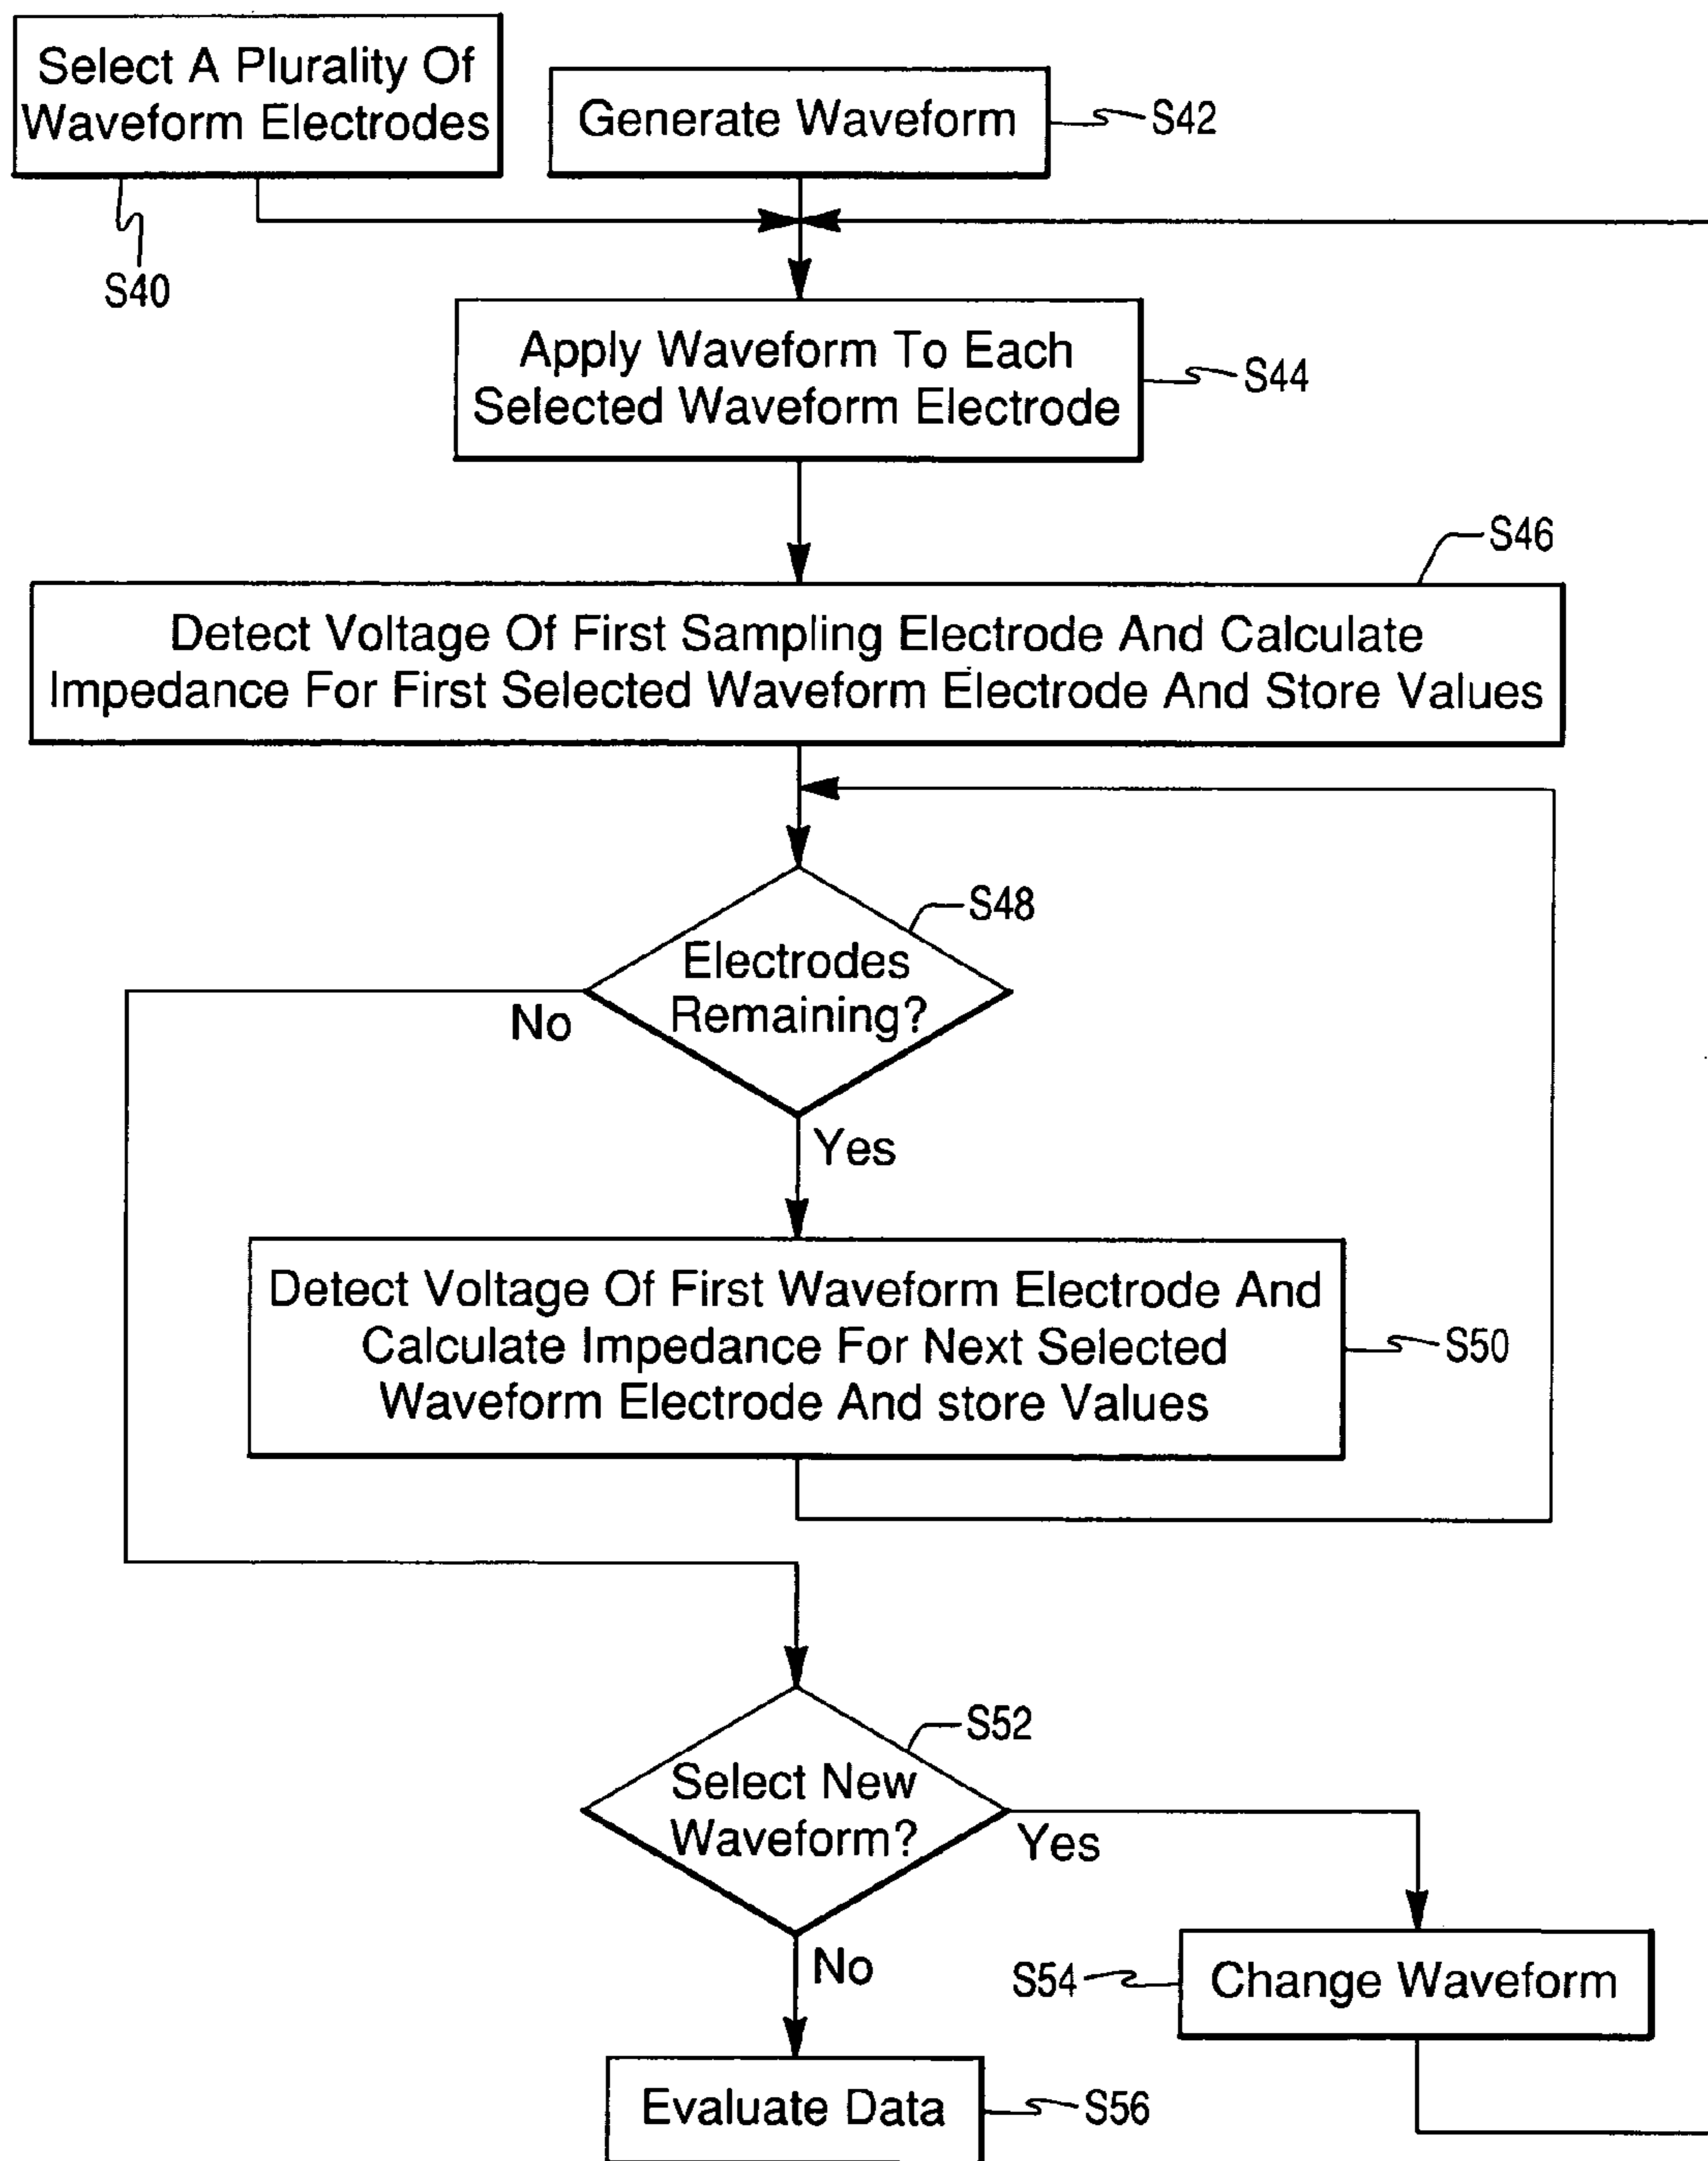 Select A Plurality Of
Waveform Electrodes
S40
Generate Waveform
S42
Apply Waveform To Each
Selected Waveform Electrode
S44
S46
Detect Voltage Of First Sampling Electrode And Calculate
Impedance For First Selected Waveform Electrode And Store Values
S48
Electrodes
Remaining?
No
Yes
Detect Voltage Of First Waveform Electrode And
Calculate Impedance For Next Selected
Waveform Electrode And store Values
S50
S52
Select New
Waveform?
Yes
No
S54
Change Waveform
Evaluate Data
S56